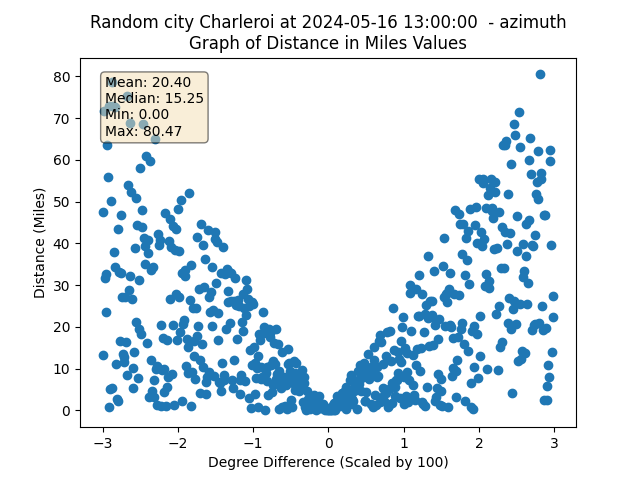 Random city Charleroi at 2024-05-16 13:00:00 - azimuth
Graph of Distance in Miles Values
Mean: 20.40
Median: 15.25
Min: 0.00
Max: 80.47
80
70
60
50
40
30
20
10
0
Distance (Miles)
−3 −2 −1 0 1 2 3
Degree Difference (Scaled by 100)